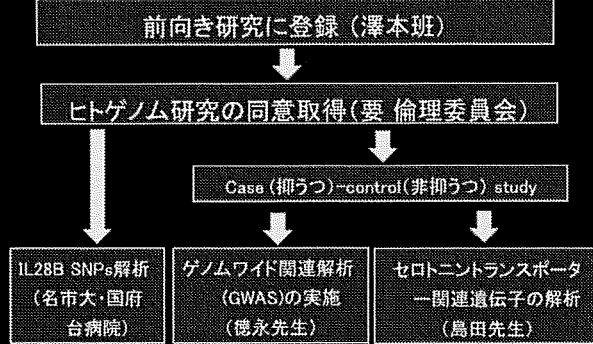 前向き研究に登録（澤本班）
ヒトゲノム研究の同意取得（要 倫理委員会）
Case（抑うつ）-control（非抑うつ） study
IL28B SNPs解析
（名市大・国府
台病院）
ゲノムワイド関連解析
（GWAS）の実施
（徳永先生）
セロトニントランスポータ
ー関連遺伝子の解析
（島田先生）